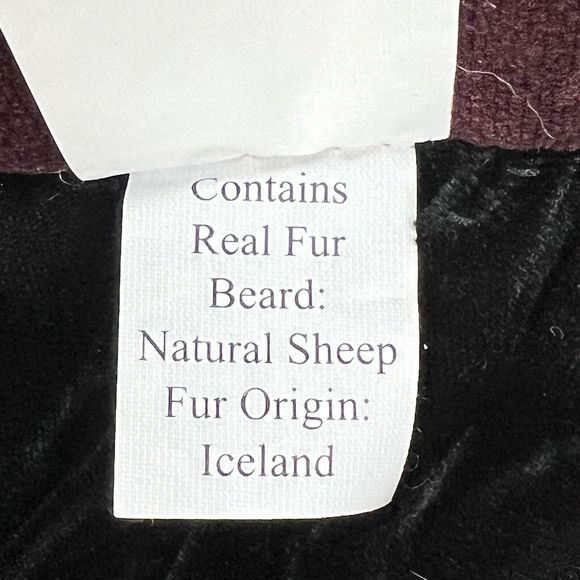 Contains
Real Fur
Beard:
Natural Sheep
Fur Origin:
Iceland